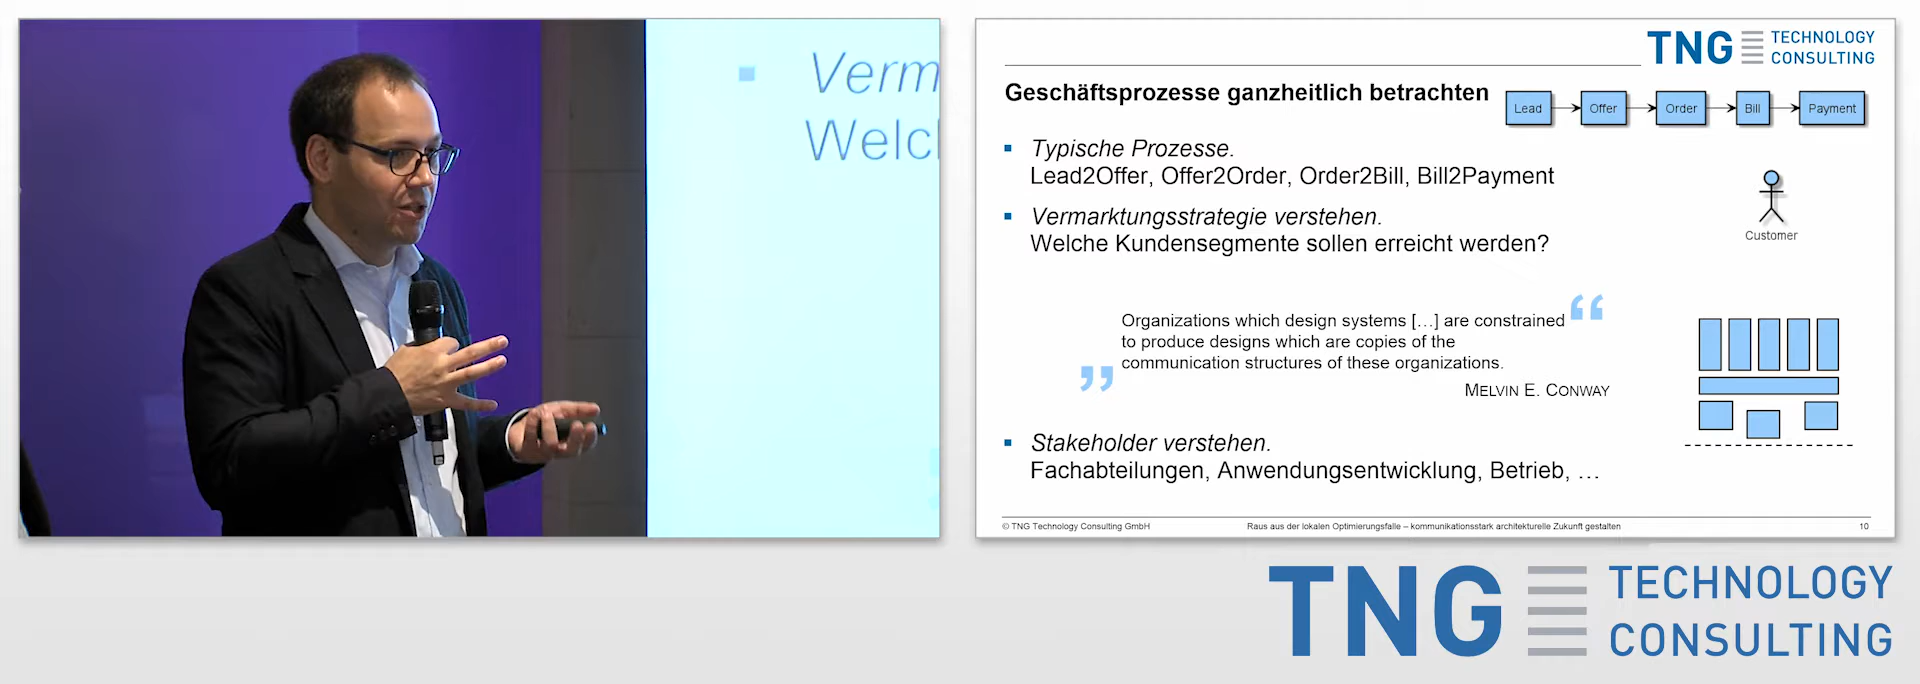 Verm
Welc
TNG TECHNOLOGY CONSULTING
Geschäftsprozesse ganzheitlich betrachten
Lead
Offer
Order
Bill
Payment
Typische Prozesse.
Lead2Offer, Offer2Order, Order2Bill, Bill2Payment
Vermarktungsstrategie verstehen.
Welche Kundensegmente sollen erreicht werden?
Customer
“
Organizations which design systems […] are constrained
to produce designs which are copies of the
communication structures of these organizations.
”
MELVIN E. CONWAY
Stakeholder verstehen.
Fachabteilungen, Anwendungsentwicklung, Betrieb, …
© TNG Technology Consulting GmbH
Raus aus der lokalen Optimierungsfalle – kommunikationsstark architekturelle Zukunft gestalten
10
TNG TECHNOLOGY CONSULTING